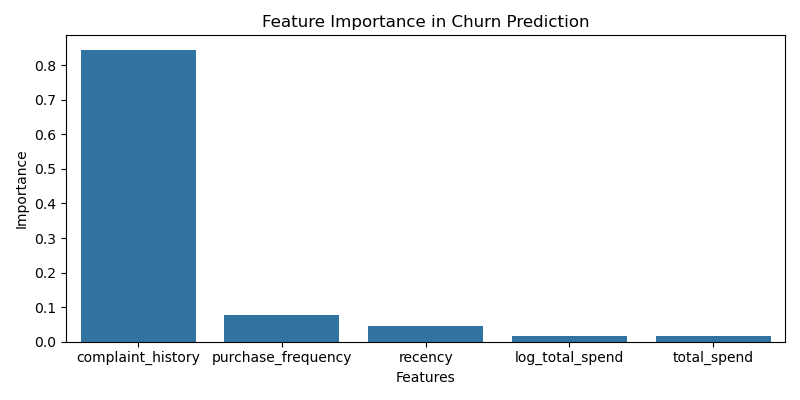 Feature Importance in Churn Prediction
Importance
0.8
0.7
0.6
0.5
0.4
0.3
0.2
0.1
0.0
complaint_history purchase_frequency recency log_total_spend total_spend
Features